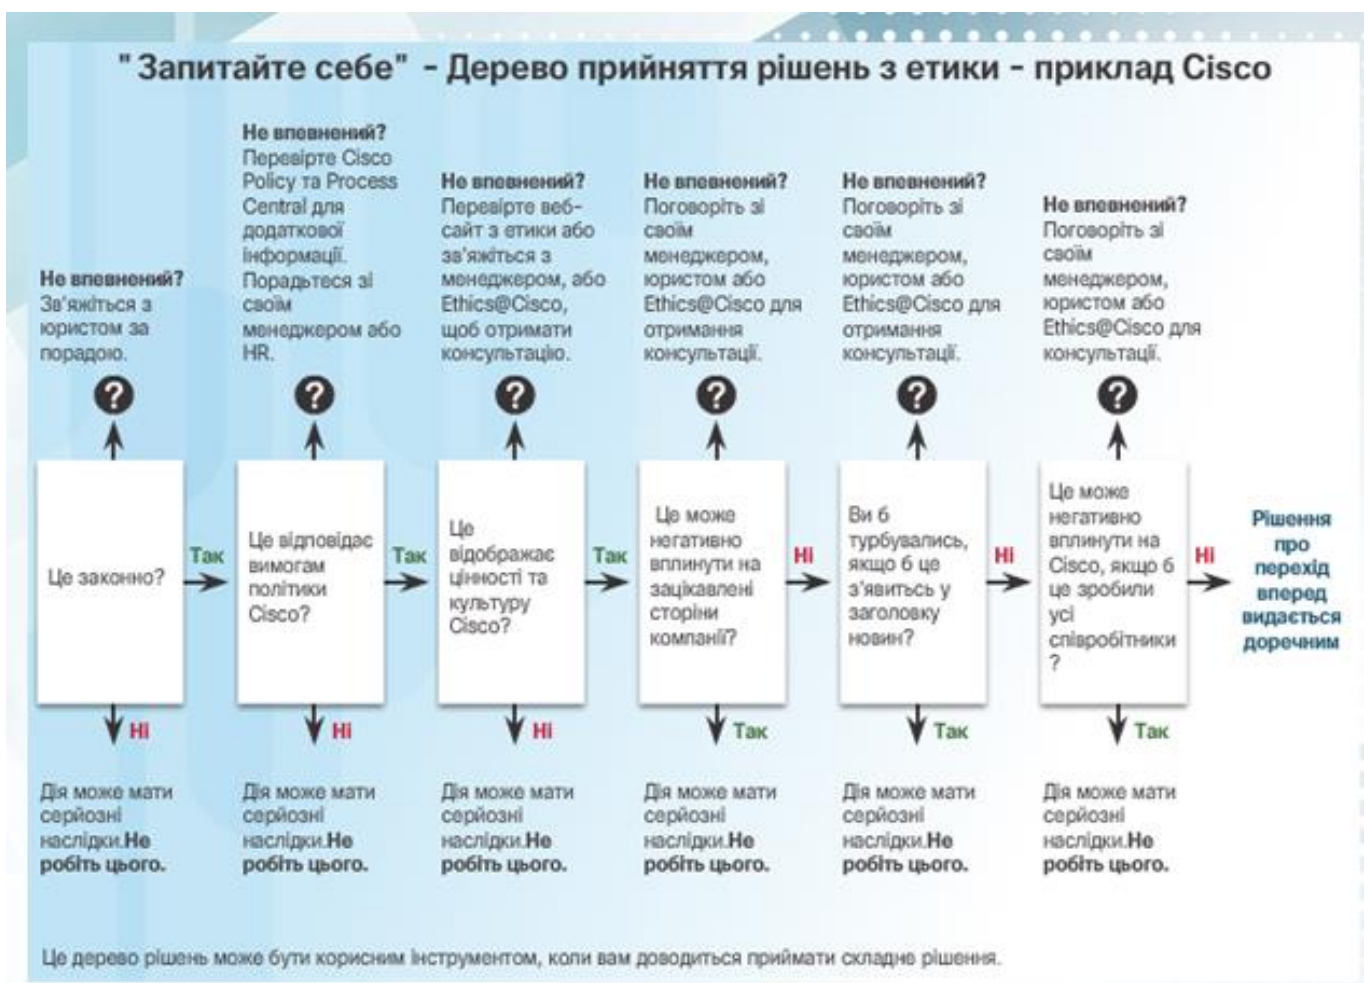 "Запитайте себе" - Дерево прийняття рішень з етики - приклад Cisco
Не впевнений?
Зв'яжіться з
юристом за
порадою.
Не впевнений?
Перевірте Cisco
Policy та Process
Central для
додаткової
інформації.
Порадьтеся зі
своїм
менеджером або
HR.
Не впевнений?
Перевірте веб-
сайт з етики або
зв'яжіться з
менеджером, або
Ethics@Cisco,
щоб отримати
консультацію.
Не впевнений?
Поговоріть зі
своїм
менеджером,
юристом або
Ethics@Cisco для
отримання
консультації.
Не впевнений?
Поговоріть зі
своїм
менеджером,
юристом або
Ethics@Cisco для
отримання
консультації.
Не впевнений?
Поговоріть зі
своїм
менеджером,
юристом або
Ethics@Cisco для
консультації.
?
?
?
?
?
?
Це законно?
Так
Це відповідає
вимогам
політики
Cisco?
Так
Це
відображає
цінності та
культуру
Cisco?
Так
Це може
негативно
вплинути на
зацікавлені
сторіни
компанії?
Ні
Ви б
турбувались,
якщо б це
з'явитьсь у
заголовку
новин?
Ні
Це може
негативно
вплинути на
Cisco, якщо б
це зробили
усі
співробітники
?
Ні
Рішення
про
перехід
вперед
видається
доречним
Ні
Ні
Ні
Так
Так
Так
Дія може мати
серйозні
наслідки.Не
робіть цього.
Дія може мати
серйозні
наслідки.Не
робіть цього.
Дія може мати
серйозні
наслідки.Не
робіть цього.
Дія може мати
серйозні
наслідки.Не
робіть цього.
Дія може мати
серйозні
наслідки.Не
робіть цього.
Дія може мати
серйозні
наслідки.Не
робіть цього.
Це дерево рішень може бути корисним інструментом, коли вам доводиться приймати складне рішення.